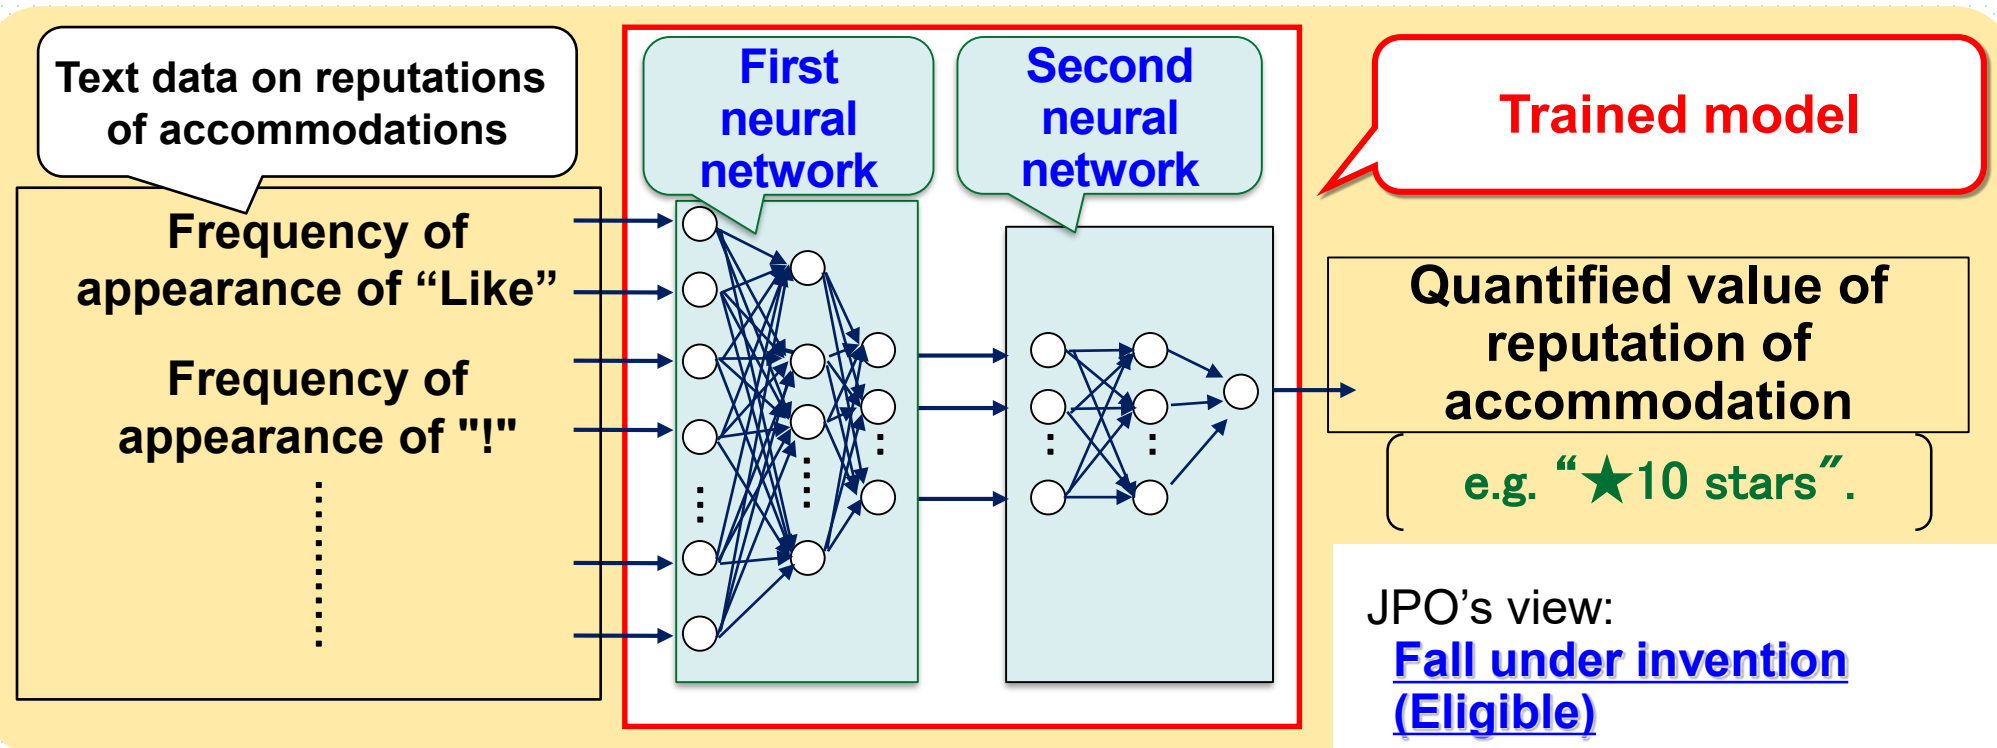 Text data on reputations
of accommodations
Frequency of
appearance of “Like”
Frequency of
appearance of "!"
First
neural
network
Second
neural
network
Trained model
Quantified value of
reputation of
accommodation
e.g. “★10 stars”.
JPO’s view:
Fall under invention
(Eligible)